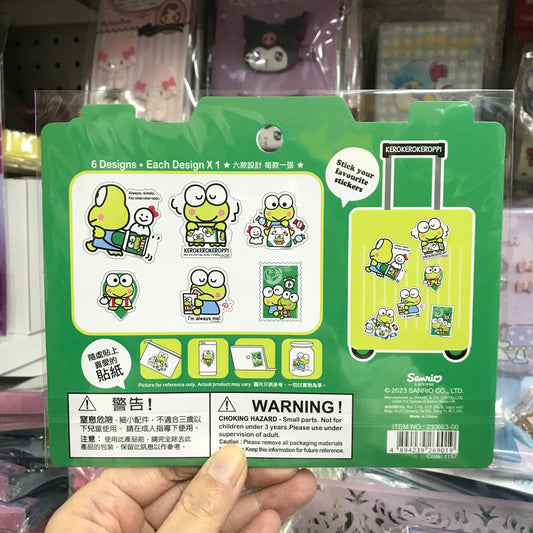 6 Designs • Each Design X 1 ★ 六款設計 每款一張 ★
Stick your
favourite
stickers
KEROKEROKEROPPI
Always, simple,
Kerokerokeroppi.
KEROKEROKEROPPI
I'm always me!
隨處貼上
喜愛的
貼紙
Picture for reference only. Actual product may vary. 圖片只供參考，一切以實物為準。
警告!
窒息危險，細小配件，不適合三歲以
下兒童使用，請在成人指導下使用。
注意： 使用此產品前，請完全除去此
產品的包裝，保留此訊息以作參考。
WARNING!
CHOKING HAZARD - Small parts. Not for
children under 3 years.Please use under
supervision of adult.
Caution : Please remove all packaging materials
Keep this information for future reference.
Sanrio
LICENSE
© 2023 SANRIO CO., LTD.
ITEM NO.: 230663-00
4 894239 269019
Code: 1157